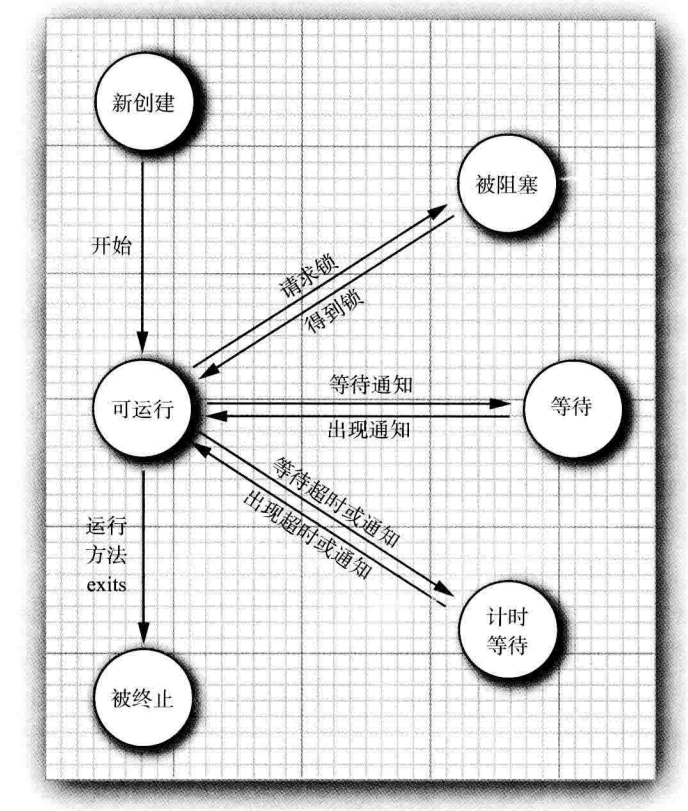 新创建
被阻塞
开始
请求锁
得到锁
可运行
等待通知
出现通知
等待
等待超时或通知
出现超时或通知
运行
方法
exits
计时
等待
被终止